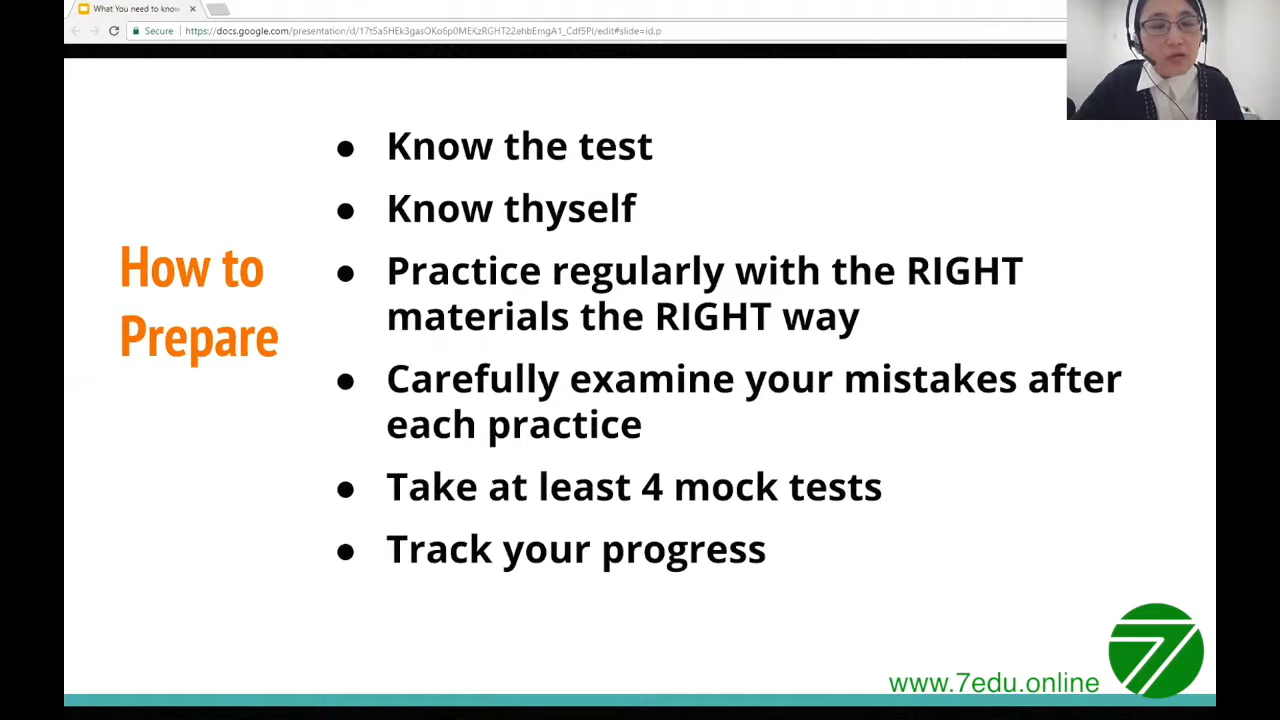 What You need to know
Secure
https://docs.google.com/presentation/d/17t5a5HEk3gasOKo6p0MEKzRGHT22ehbEmgA1_Cdf5PI/edit#slide=id.p
How to
Prepare
● Know the test
● Know thyself
● Practice regularly with the RIGHT
materials the RIGHT way
● Carefully examine your mistakes after
each practice
● Take at least 4 mock tests
● Track your progress
www.7edu.online
7